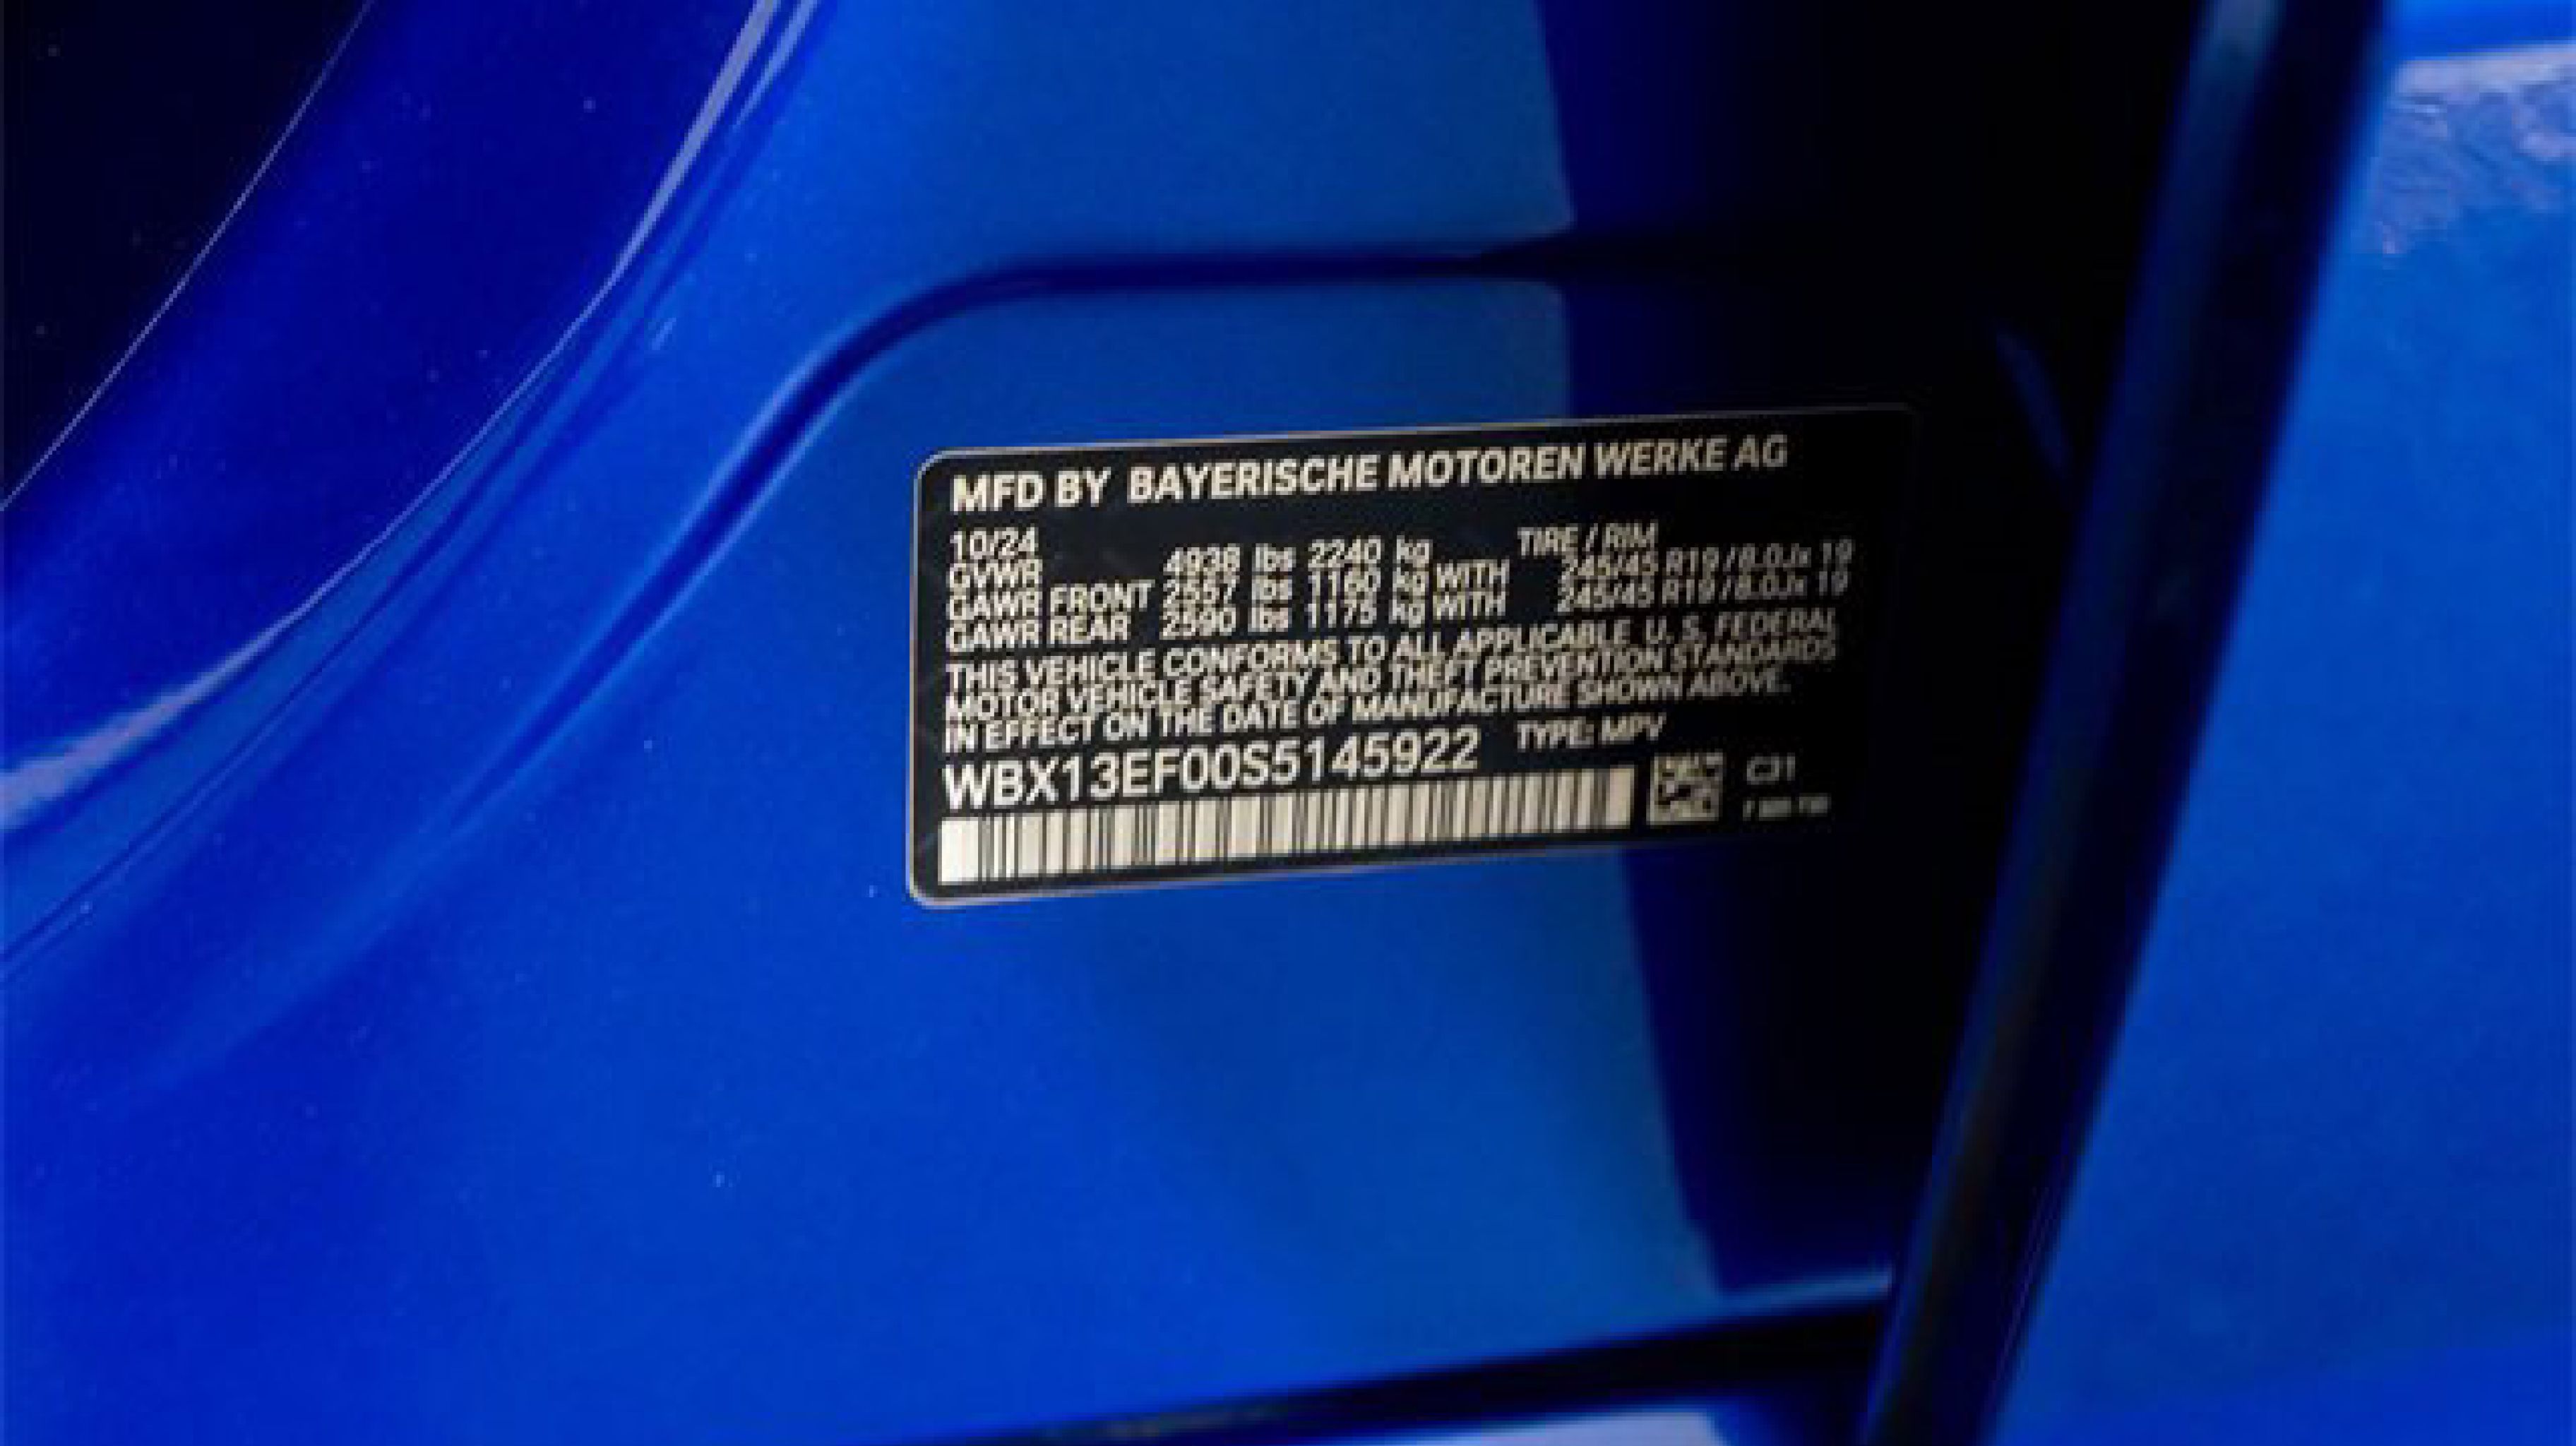 MFD BY BAYERISCHE MOTOREN WERKE AG
10/24 TIRE / RIM
GVWR 4938 lbs 2240 kg
GAWR FRONT 2557 lbs 1160 kg WITH 245/45 R19 / 8.0Jx 19
GAWR REAR 2590 lbs 1175 kg WITH 245/45 R19 / 8.0Jx 19
THIS VEHICLE CONFORMS TO ALL APPLICABLE U. S. FEDERAL
MOTOR VEHICLE SAFETY AND THEFT PREVENTION STANDARDS
IN EFFECT ON THE DATE OF MANUFACTURE SHOWN ABOVE.
WBX13EF00S5145922 TYPE: MPV
C31